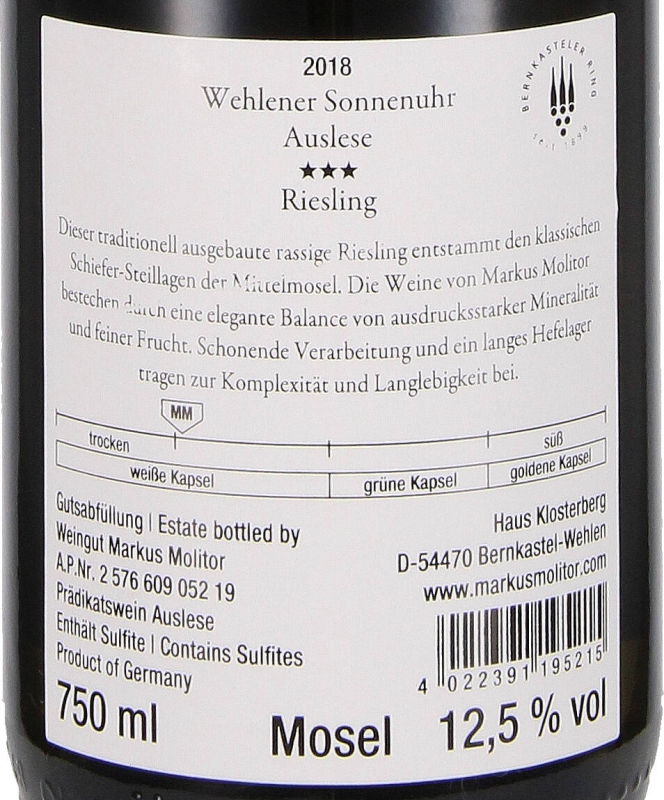 2018
BERNKASTELER RING
seit 1899
Wehlener Sonnenuhr
Auslese
★★★
Riesling
Dieser traditionell ausgebaute rassige Riesling entstammt den klassischen
Schiefer-Steillagen der Mittelmosel. Die Weine von Markus Molitor
bestechen durch eine elegante Balance von ausdrucksstarker Mineralität
und feiner Frucht. Schonende Verarbeitung und ein langes Hefelager
tragen zur Komplexität und Langlebigkeit bei.
MM
trocken süß
weiße Kapsel grüne Kapsel goldene Kapsel
Gutsabfüllung | Estate bottled by
Weingut Markus Molitor
A.P.Nr. 2 576 609 052 19
Prädikatswein Auslese
Enthält Sulfite | Contains Sulfites
Product of Germany
Haus Klosterberg
D-54470 Bernkastel-Wehlen
www.markusmolitor.com
4 022391 195215
750 ml Mosel 12,5 % vol